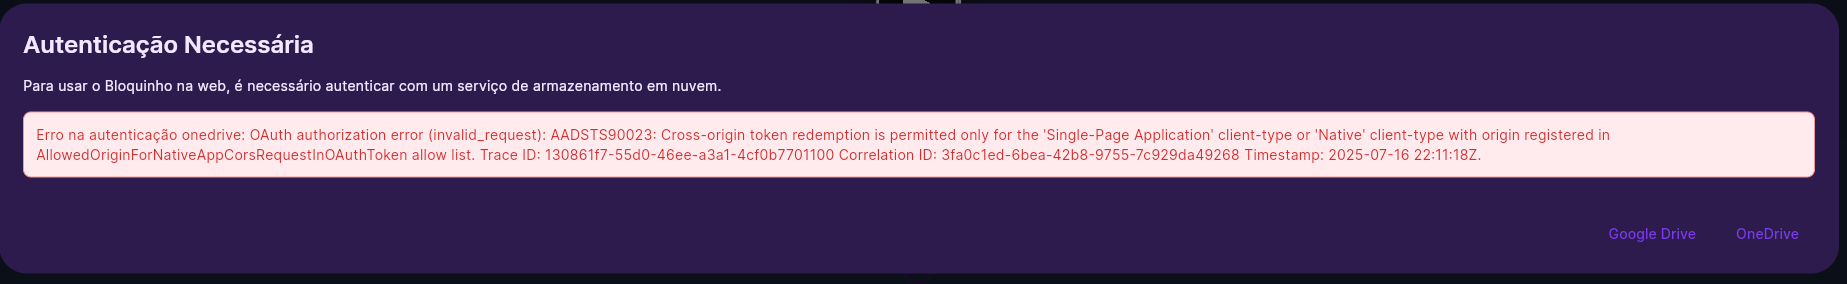 Autenticação Necessária
Para usar o Bloquinho na web, é necessário autenticar com um serviço de armazenamento em nuvem.
Erro na autenticação onedrive: OAuth authorization error (invalid_request): AADSTS90023: Cross-origin token redemption is permitted only for the 'Single-Page Application' client-type or 'Native' client-type with origin registered in
AllowedOriginForNativeAppCorsRequestInOAuthToken allow list. Trace ID: 130861f7-55d0-46ee-a3a1-4cf0b7701100 Correlation ID: 3fa0c1ed-6bea-42b8-9755-7c929da49268 Timestamp: 2025-07-16 22:11:18Z.
Google Drive OneDrive